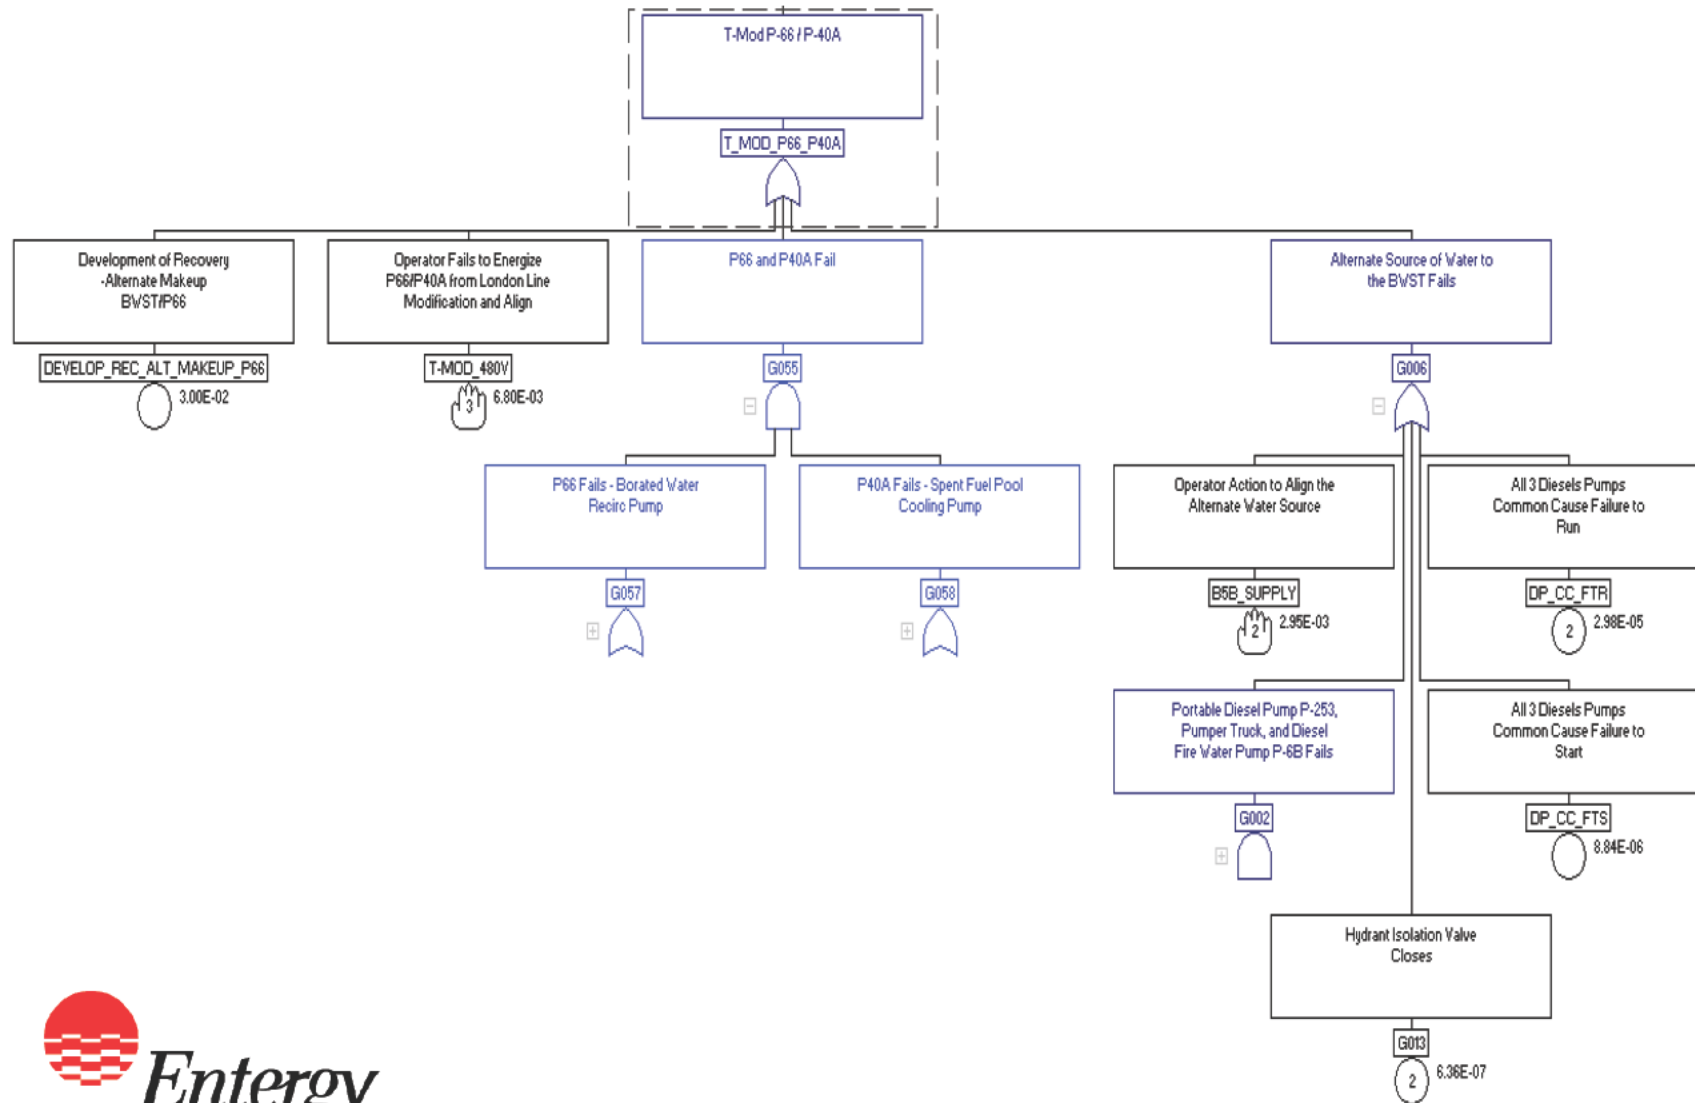 T-Mod P-66 / P-40A
T_MOD_P66_P40A
Development of Recovery
-Alternate Makeup
BWST/P66
DEVELOP_REC_ALT_MAKEUP_P66
3.00E-02
Operator Fails to Energize
P66/P40A from London Line
Modification and Align
T-MOD_480V
3
6.80E-03
P66 and P40A Fail
G055
Alternate Source of Water to
the BWST Fails
G006
P66 Fails - Borated Water
Recirc Pump
G057
P40A Fails - Spent Fuel Pool
Cooling Pump
G058
Operator Action to Align the
Alternate Water Source
B5B_SUPPLY
2
2.95E-03
All 3 Diesels Pumps
Common Cause Failure to
Run
DP_CC_FTR
2
2.98E-05
Portable Diesel Pump P-253,
Pumper Truck, and Diesel
Fire Water Pump P-6B Fails
G002
All 3 Diesels Pumps
Common Cause Failure to
Start
DP_CC_FTS
8.84E-06
Hydrant Isolation Valve
Closes
G013
2
6.36E-07
Entergy